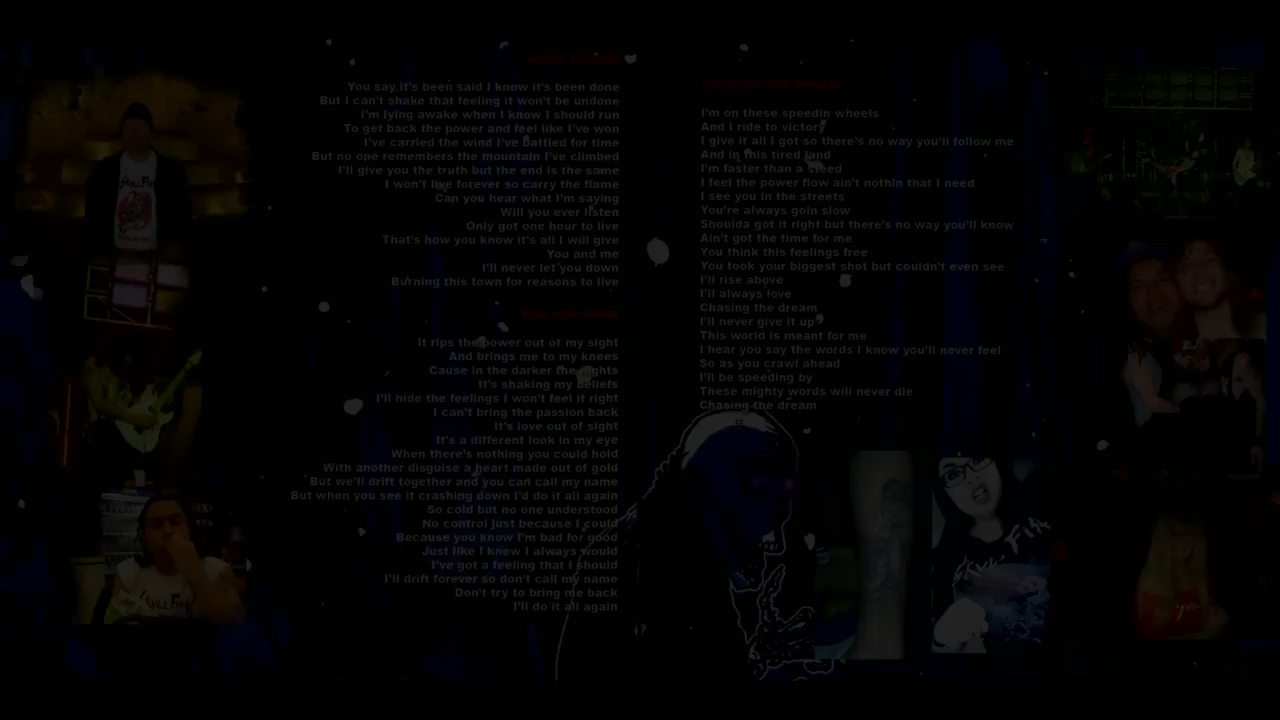 You say,it's been said I know it's been done
But I can't shake that feeling it won't be undone
I'm lying awake when I know I should run
To get back the power and feel like I've won
I've carried the wind I've battled for time
But no one remembers the mountain I've climbed
I'll give you the truth but the end is the same
I won't live forever so carry the flame
Can you hear what I'm saying
Will you ever listen
Only got one hour to live
That's how you know it's all I will give
You and me
I'll never let you down
Burning this town for reasons to live
It rips the power out of my sight
And brings me to my knees
Cause in the darker the nights
It's shaking my beliefs
I'll hide the feelings I won't feel it right
I can't bring the passion back
It's love out of sight
It's a different look in my eye
When there's nothing you could hold
With another disguise a heart made out of gold
But we'll drift together and you can call my name
But when you see it crashing down I'd do it all again
So cold but no one understood
No control just because I could
Because you know I'm bad for good
Just like I knew I always would
I've got a feeling that I should
I'll drift forever so don't call my name
Don't try to bring me back
I'll do it all again
I'm on these speedin wheels
And I ride to victory
I give it all I got so there's no way you'll follow me
And in this tired land
I'm faster than a steed
I feel the power flow ain't nothin that I need
I see you in the streets
You're always goin slow
Shoulda got it right but there's no way you'll know
Ain't got the time for me
You think this feelings free
You took your biggest shot but couldn't even see
I'll rise above
I'll always love
Chasing the dream
I'll never give it up
This world is meant for me
I hear you say the words I know you'll never feel
So as you crawl ahead
I'll be speeding by
These mighty words will never die
Chasing the dream